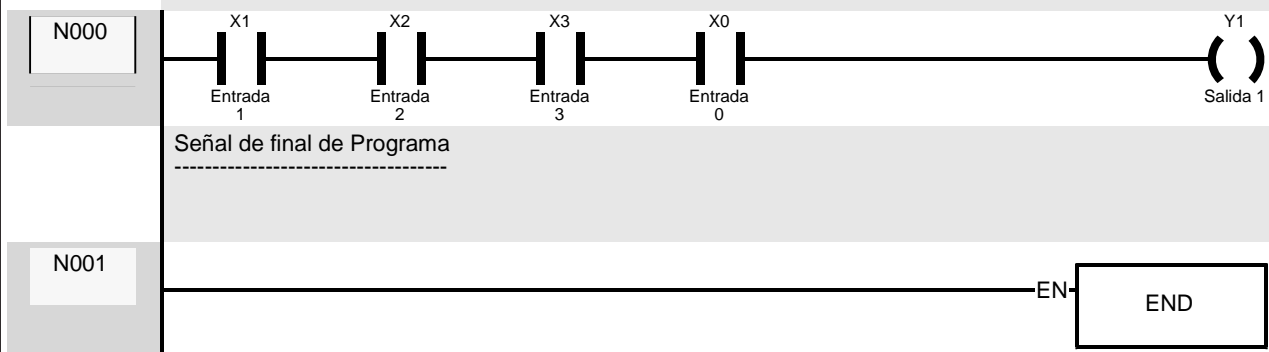 N000
X1 X2 X3 X0 Y1
Entrada Entrada Entrada Entrada Salida 1
1 2 3 0
Señal de final de Programa
------------------------------------
N001
EN END